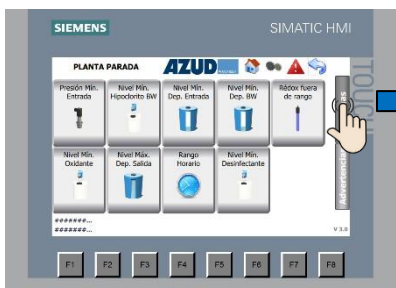 SIEMENS
SIMATIC HMI
PLANTA PARADA
AZUD
TOUCH
Presión Mín. Entrada
Nivel Mín. Hipoclorito BW
Nivel Mín. Dep. Entrada
Nivel Mín. Dep. BW
Rédox fuera de rango
Nivel Mín. Oxidante
Nivel Máx. Dep. Salida
Rango Horario
Nivel Mín. Desinfectante
#######...
#######...
V 3.0
F1
F2
F3
F4
F5
F6
F7
F8